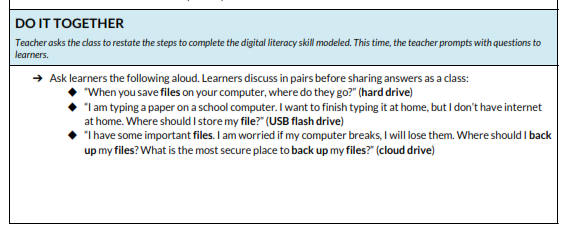 DO IT TOGETHER
Teacher asks the class to restate the steps to complete the digital literacy skill modeled. This time, the teacher prompts with questions to
learners.
➔ Ask learners the following aloud. Learners discuss in pairs before sharing answers as a class:
◆ “When you save files on your computer, where do they go?” (hard drive)
◆ “I am typing a paper on a school computer. I want to finish typing it at home, but I don’t have internet
at home. Where should I store my file?” (USB flash drive)
◆ “I have some important files. I am worried if my computer breaks, I will lose them. Where should I back
up my files? What is the most secure place to back up my files?” (cloud drive)